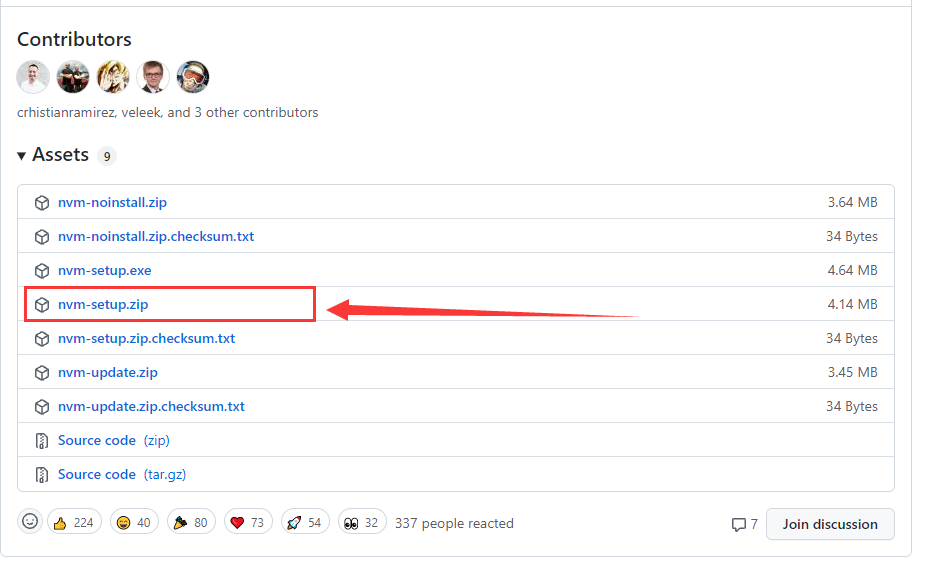 Contributors
crhistianramirez, veleek, and 3 other contributors
Assets 9
nvm-noinstall.zip 3.64 MB
nvm-noinstall.zip.checksum.txt 34 Bytes
nvm-setup.exe 4.64 MB
nvm-setup.zip 4.14 MB
nvm-setup.zip.checksum.txt 34 Bytes
nvm-update.zip 3.45 MB
nvm-update.zip.checksum.txt 34 Bytes
Source code (zip)
Source code (tar.gz)
224 40 80 73 54 32 337 people reacted 7 Join discussion